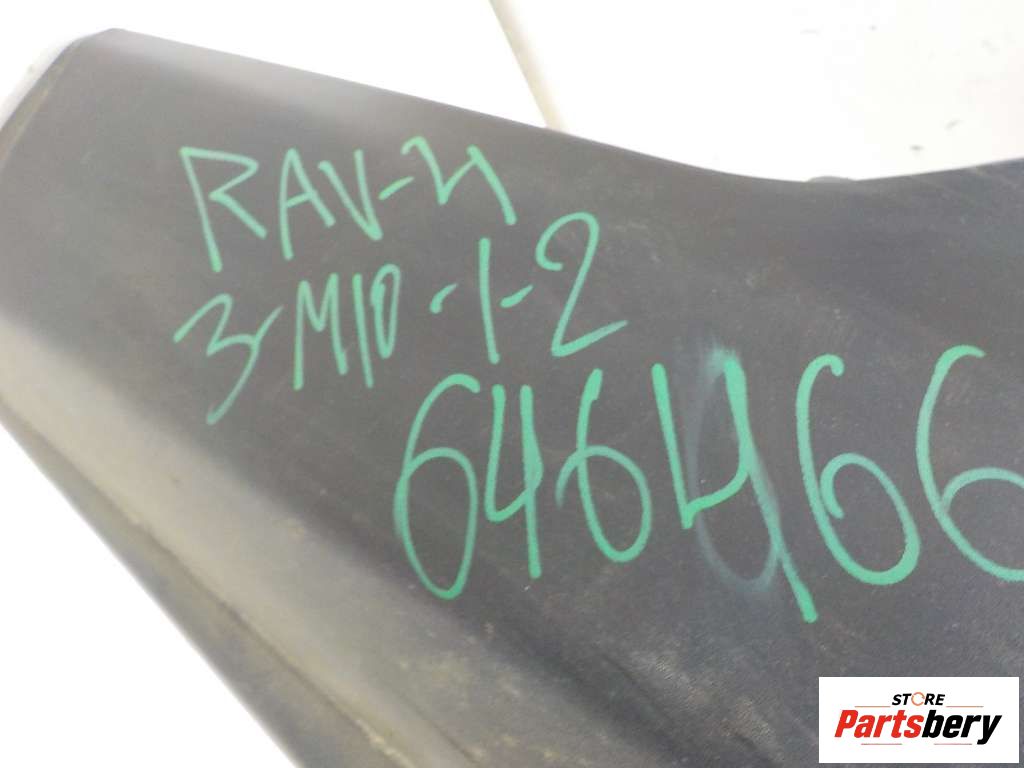 RAV-4
3-M10-1-2
646466
STORE
Partsbery